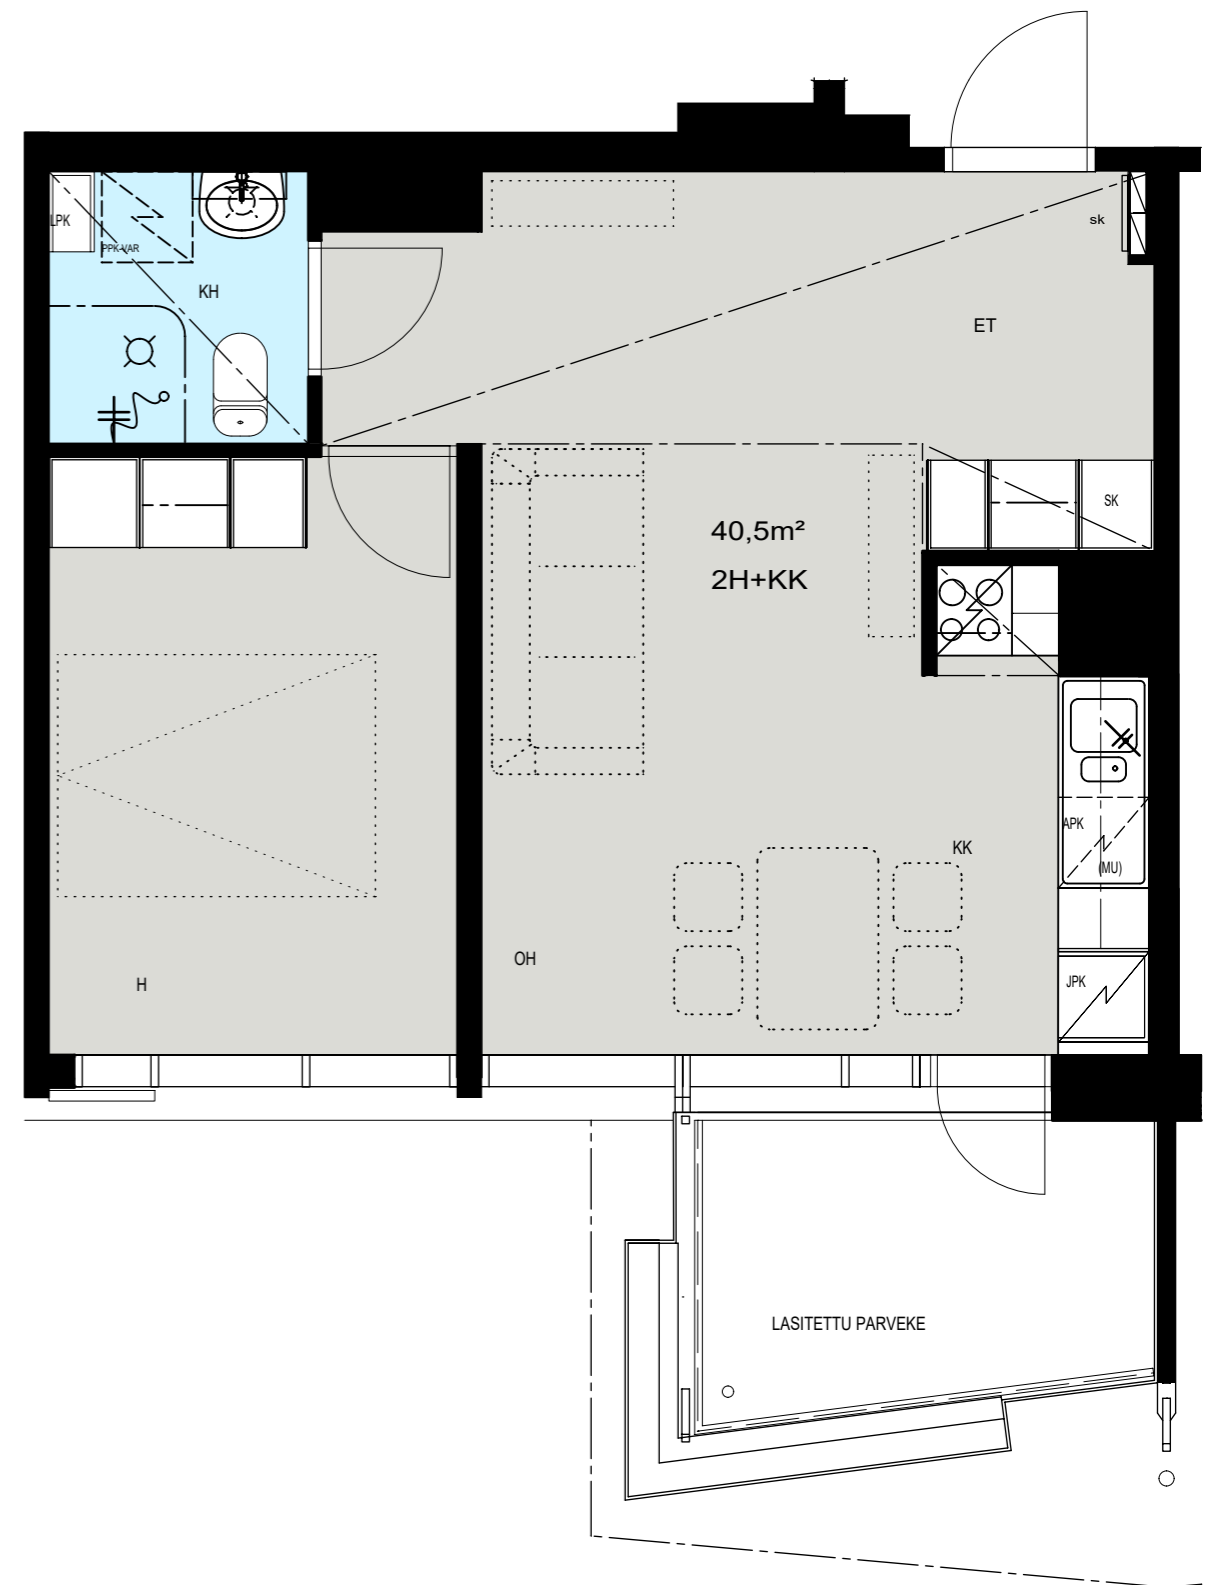 LPK
PPK-VAR
KH
sk
ET
SK
40,5m²
2H+KK
APK
(MU)
KK
OH
H
JPK
LASITETTU PARVEKE